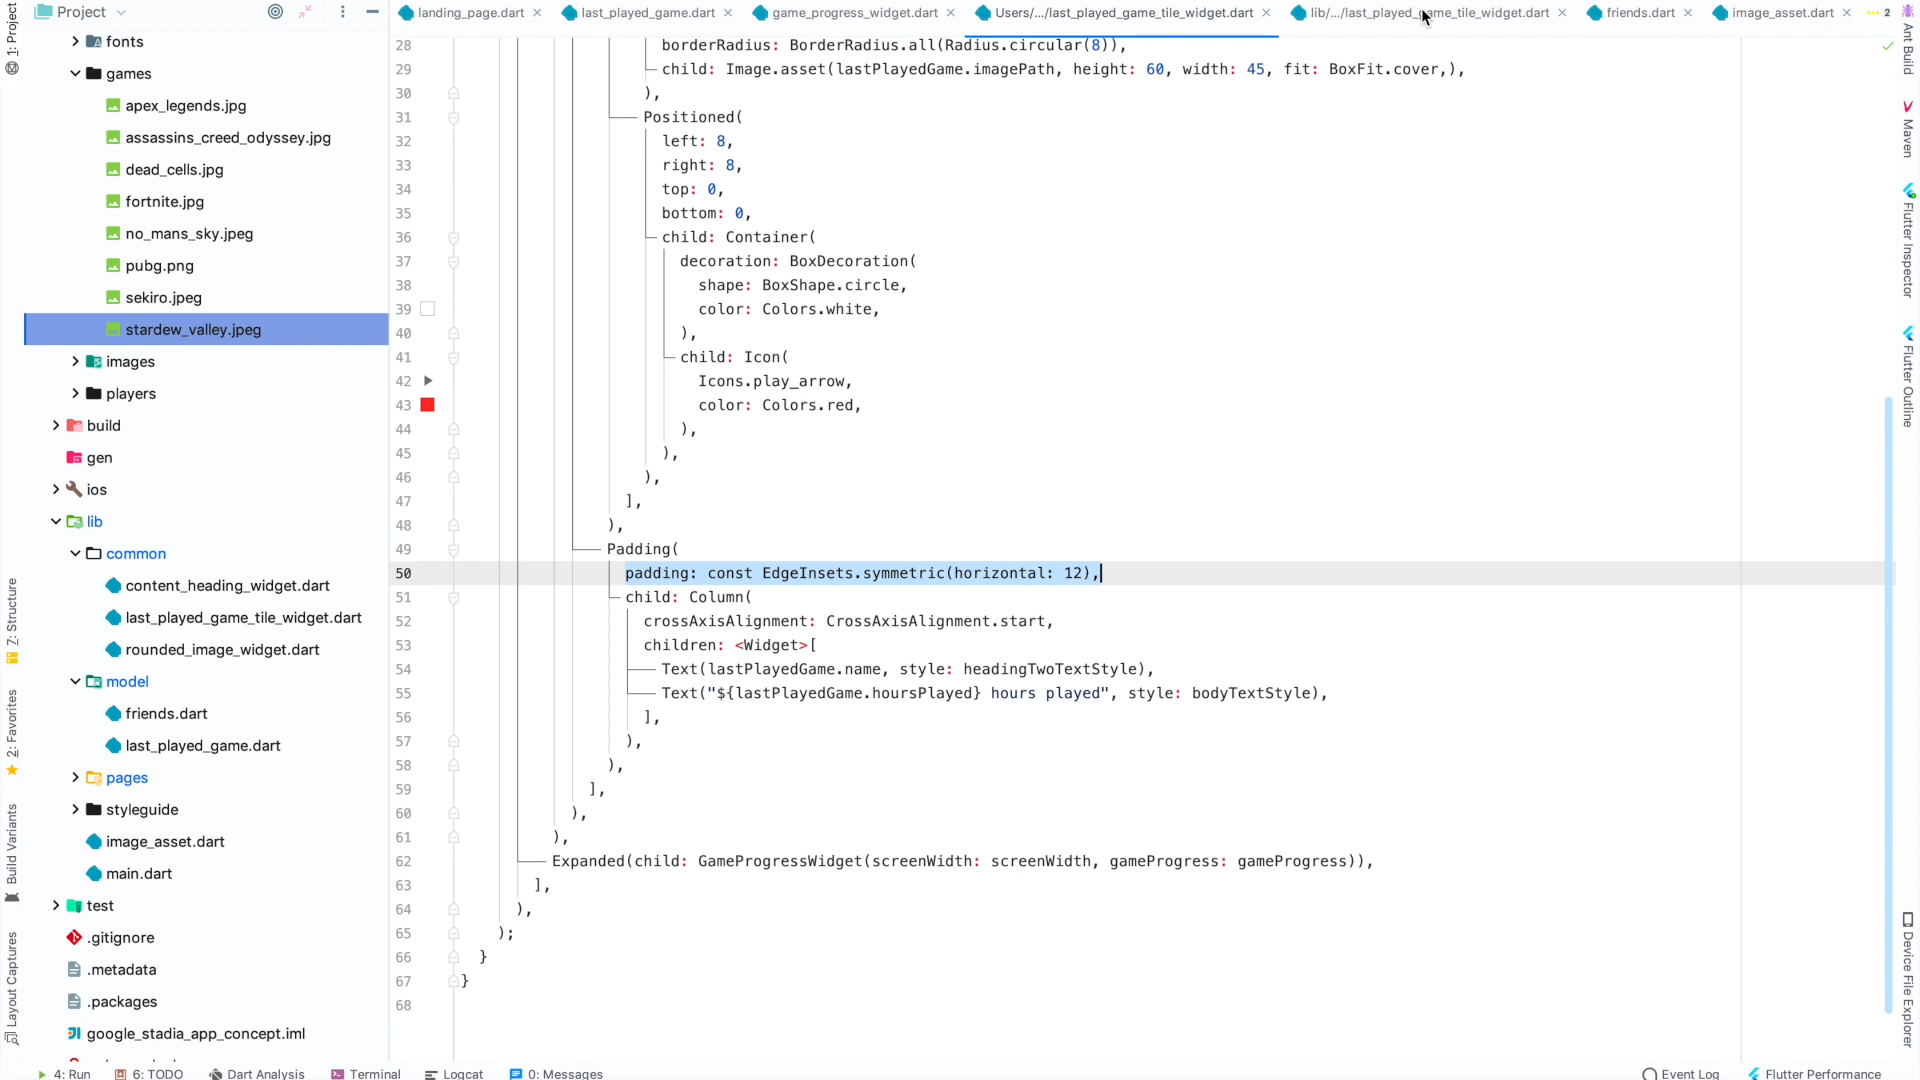 Project
landing_page.dart
last_played_game.dart
game_progress_widget.dart
Users/.../last_played_game_tile_widget.dart
lib/.../last_played_game_tile_widget.dart
friends.dart
image_asset.dart
2
1: Project
Z: Structure
2: Favorites
Build Variants
Layout Captures
fonts
games
apex_legends.jpg
assassins_creed_odyssey.jpg
dead_cells.jpg
fortnite.jpg
no_mans_sky.jpeg
pubg.png
sekiro.jpeg
stardew_valley.jpeg
images
players
build
gen
ios
lib
common
content_heading_widget.dart
last_played_game_tile_widget.dart
rounded_image_widget.dart
model
friends.dart
last_played_game.dart
pages
styleguide
image_asset.dart
main.dart
test
.gitignore
.metadata
.packages
google_stadia_app_concept.iml
28 borderRadius: BorderRadius.all(Radius.circular(8)),
29 child: Image.asset(lastPlayedGame.imagePath, height: 60, width: 45, fit: BoxFit.cover,),
30 ),
31 Positioned(
32 left: 8,
33 right: 8,
34 top: 0,
35 bottom: 0,
36 child: Container(
37 decoration: BoxDecoration(
38 shape: BoxShape.circle,
39 color: Colors.white,
40 ),
41 child: Icon(
42 Icons.play_arrow,
43 color: Colors.red,
44 ),
45 ),
46 ),
47 ],
48 ),
49 Padding(
50 padding: const EdgeInsets.symmetric(horizontal: 12),
51 child: Column(
52 crossAxisAlignment: CrossAxisAlignment.start,
53 children: <Widget>[
54 Text(lastPlayedGame.name, style: headingTwoTextStyle),
55 Text("${lastPlayedGame.hoursPlayed} hours played", style: bodyTextStyle),
56 ],
57 ),
58 ),
59 ],
60 ),
61 ),
62 Expanded(child: GameProgressWidget(screenWidth: screenWidth, gameProgress: gameProgress)),
63 ],
64 ),
65 );
66 }
67 }
68
Ant Build
Maven
Flutter Inspector
Flutter Outline
Device File Explorer
4: Run
6: TODO
Dart Analysis
Terminal
Logcat
0: Messages
Event Log
Flutter Performance